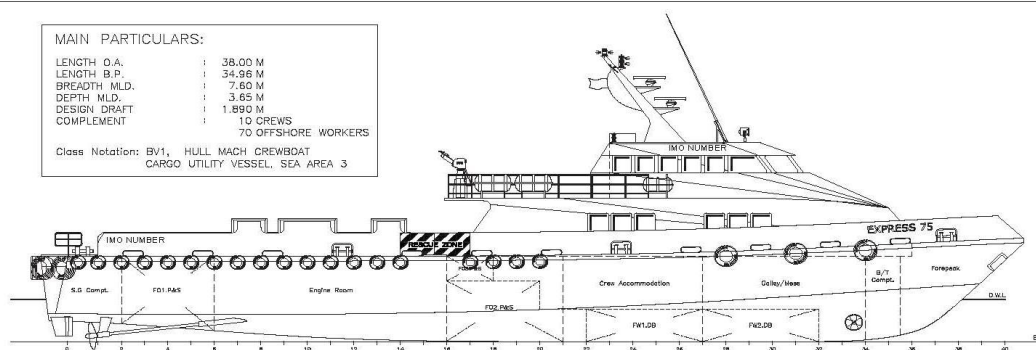 MAIN PARTICULARS:
LENGTH O.A. : 38.00 M
LENGTH B.P. : 34.96 M
BREADTH MLD. : 7.60 M
DEPTH MLD. : 3.65 M
DESIGN DRAFT : 1.890 M
COMPLEMENT : 10 CREWS
70 OFFSHORE WORKERS
Class Notation: BV1, HULL MACH CREWBOAT
CARGO UTILITY VESSEL, SEA AREA 3
IMO NUMBER
EXPRESS 75
IMO NUMBER
RESCUE ZONE
S.G Compt.
FO1.P&S
Engine Room
FO2.P&S
Crew Accommodation
Galley/Mess
B/T
Compt.
Forepeak
D.W.L
FW1.DB
FW2.DB
0 2 4 6 8 10 12 14 16 18 20 22 24 26 28 30 32 34 36 38 40